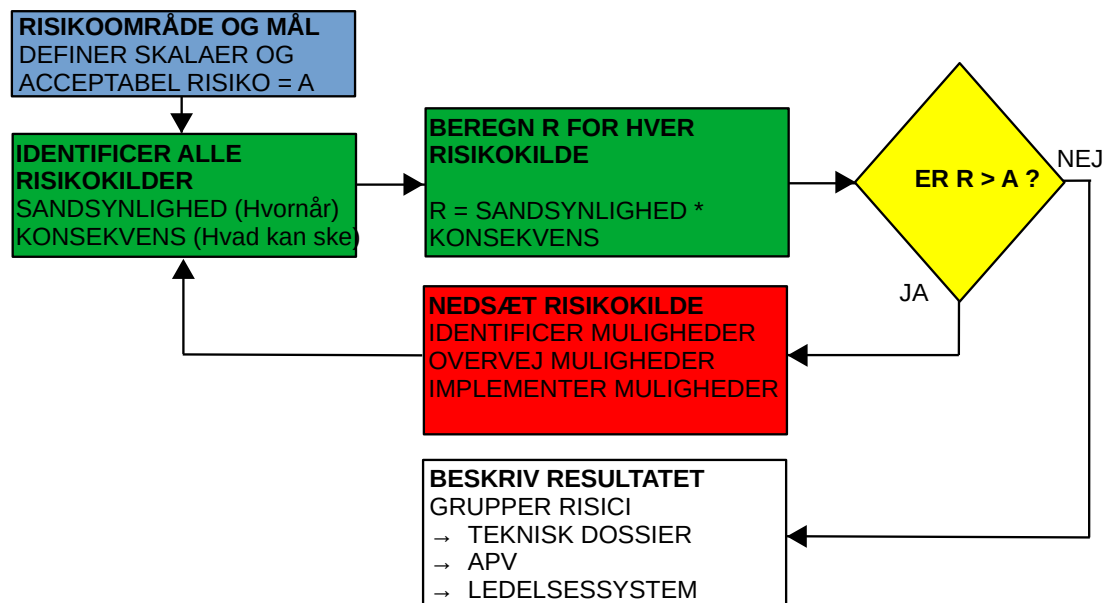 RISIKOOMRÅDE OG MÅL
DEFINER SKALAER OG
ACCEPTABEL RISIKO = A
IDENTIFICER ALLE
RISIKOKILDER
SANDSYNLIGHED (Hvornår)
KONSEKVENS (Hvad kan ske)
BEREGN R FOR HVER
RISIKOKILDE
R = SANDSYNLIGHED *
KONSEKVENS
ER R > A ?
NEJ
JA
NEDSÆT RISIKOKILDE
IDENTIFICER MULIGHEDER
OVERVEJ MULIGHEDER
IMPLEMENTER MULIGHEDER
BESKRIV RESULTATET
GRUPPER RISICI
→ TEKNISK DOSSIER
→ APV
→ LEDELSESSYSTEM